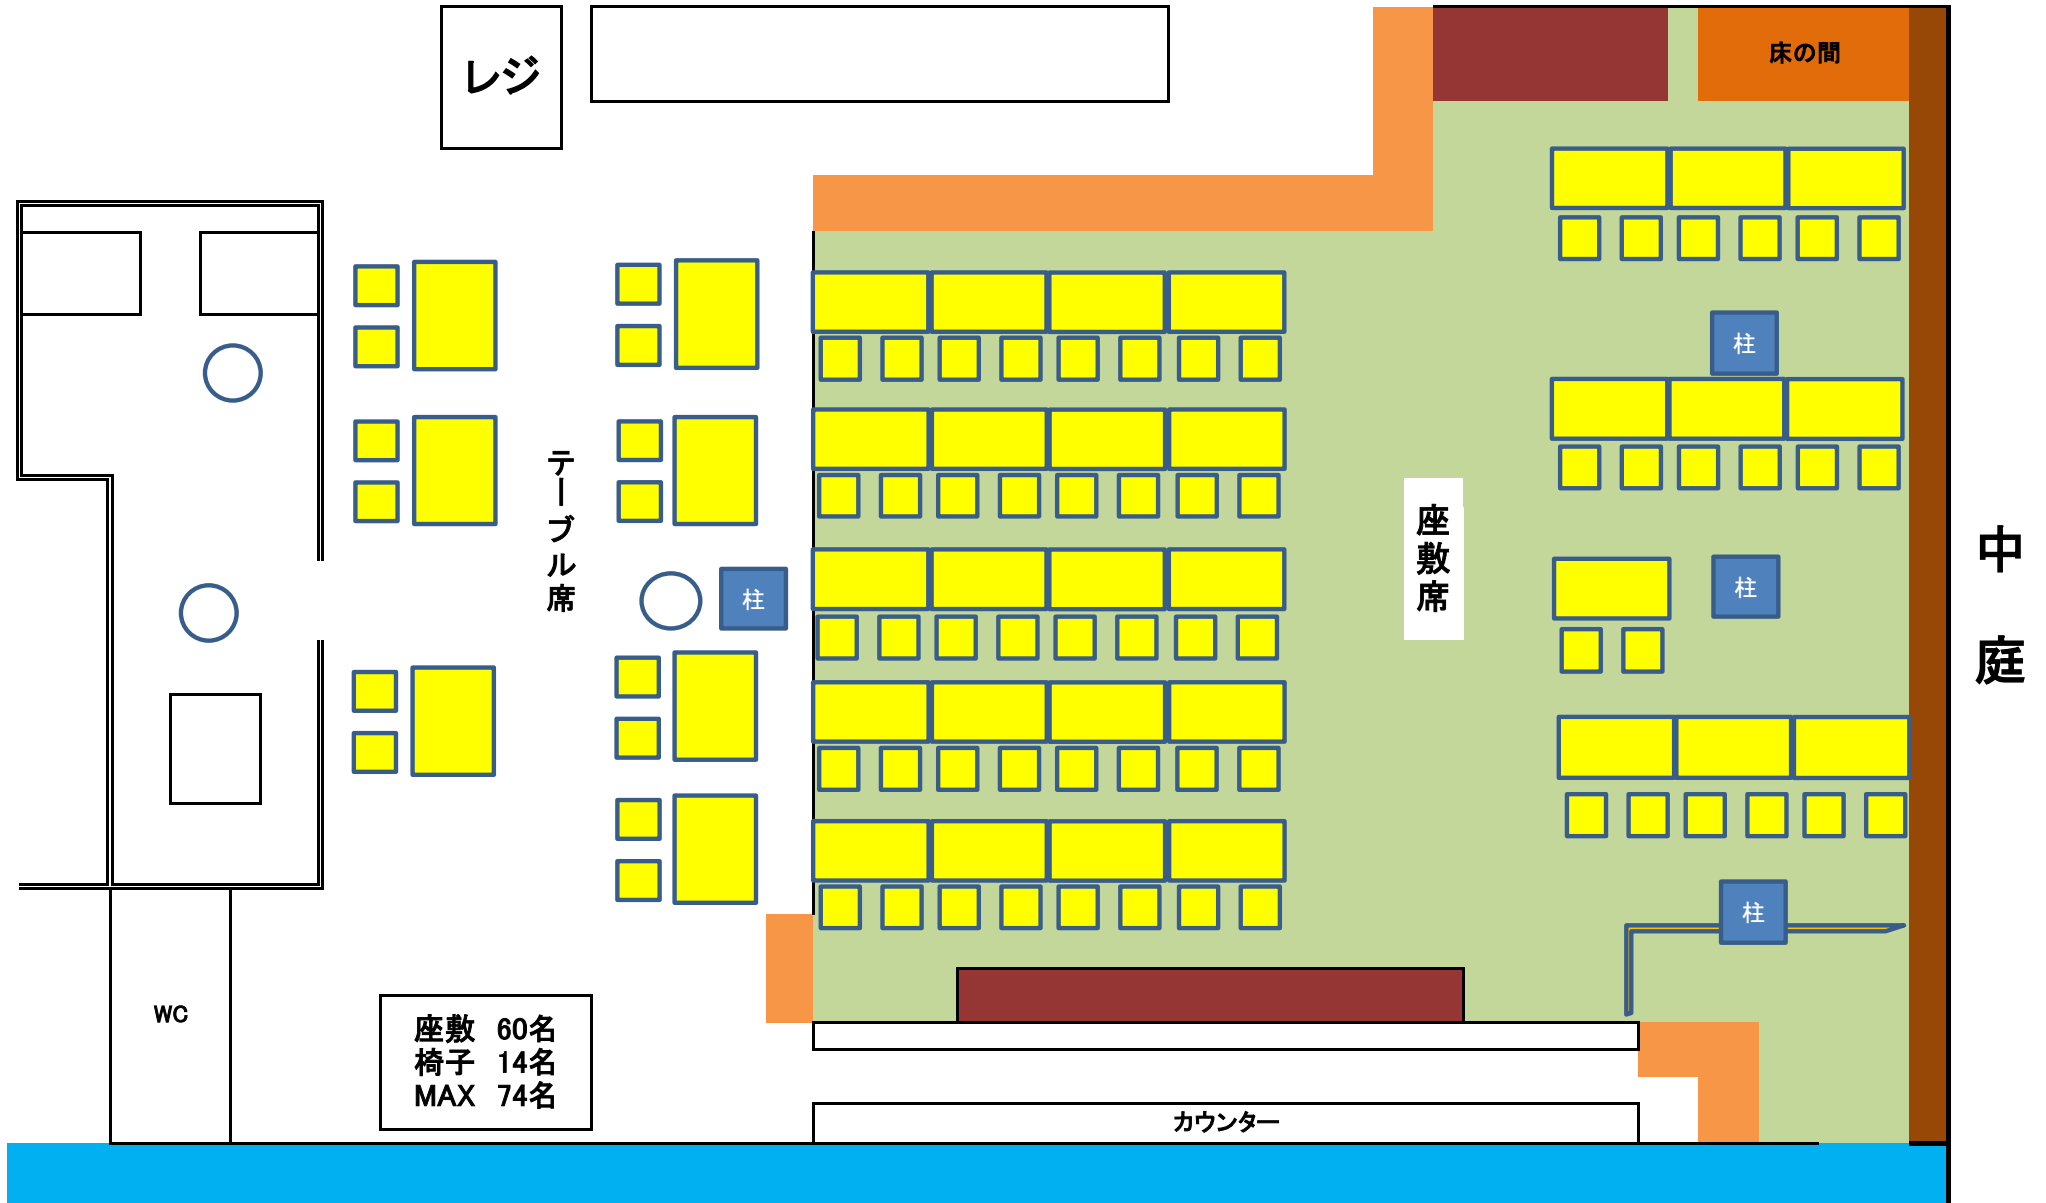 レジ
床の間
柱
テーブル席
座敷席
柱
柱
柱
中庭
柱
WC
座敷 60名
椅子 14名
MAX 74名
カウンター